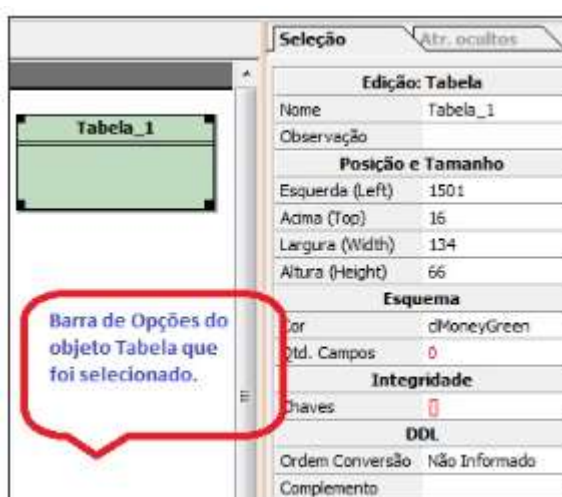 Seleção
Atr. ocultos
Tabela_1
Edição: Tabela
Nome Tabela_1
Observação
Posição e Tamanho
Esquerda (Left) 1501
Acima (Top) 16
Largura (Width) 134
Altura (Height) 66
Esquema
Cor clMoneyGreen
Qtd. Campos 0
Integridade
Chaves []
DDL
Ordem Conversão Não Informado
Complemento
Barra de Opções do
objeto Tabela que
foi selecionado.